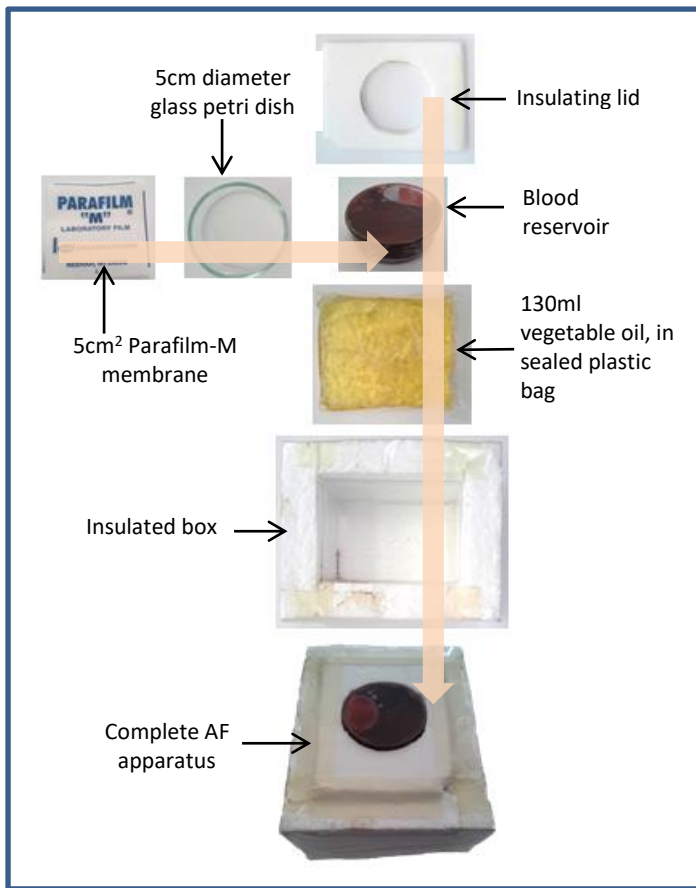 5cm diameter
glass petri dish
Insulating lid
PARAFILM
"M"
LABORATORY FILM
Blood
reservoir
5cm² Parafilm-M
membrane
130ml
vegetable oil, in
sealed plastic
bag
Insulated box
Complete AF
apparatus